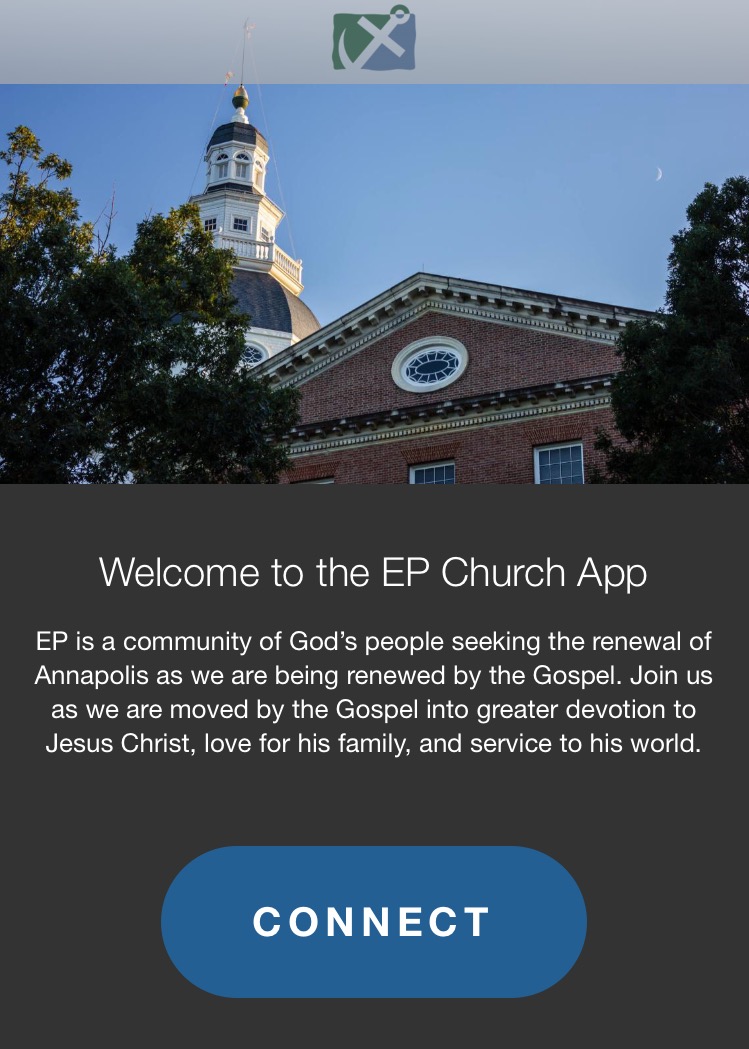 Welcome to the EP Church App
EP is a community of God’s people seeking the renewal of
Annapolis as we are being renewed by the Gospel. Join us
as we are moved by the Gospel into greater devotion to
Jesus Christ, love for his family, and service to his world.
CONNECT